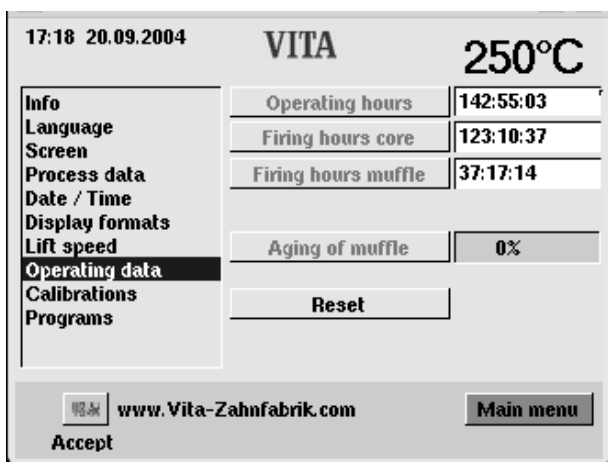 17:18 20.09.2004
VITA
250°C
Info
Language
Screen
Process data
Date / Time
Display formats
Lift speed
Operating data
Calibrations
Programs
Operating hours 142:55:03
Firing hours core 123:10:37
Firing hours muffle 37:17:14
Aging of muffle 0%
Reset
www.Vita-Zahnfabrik.com
Main menu
Accept